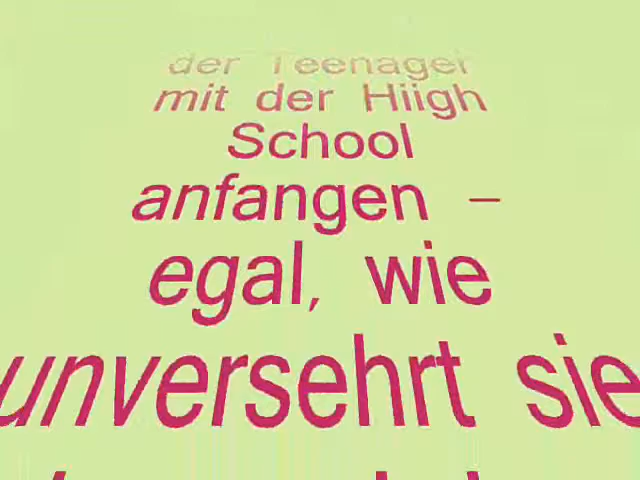 der Teenager
mit der Hiigh
School
anfangen –
egal, wie
unversehrt sie